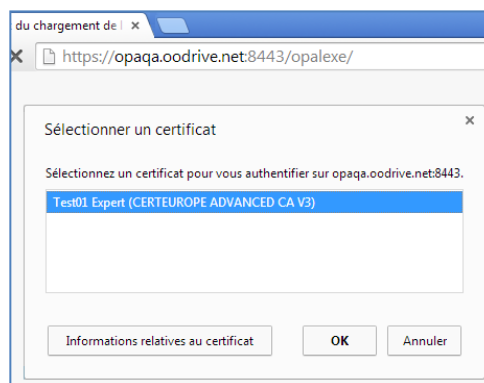 du chargement de l
https://opaqa.oodrive.net:8443/opalexe/
Sélectionner un certificat
Sélectionnez un certificat pour vous authentifier sur opaqa.oodrive.net:8443.
Test01 Expert (CERTEUROPE ADVANCED CA V3)
Informations relatives au certificat OK Annuler